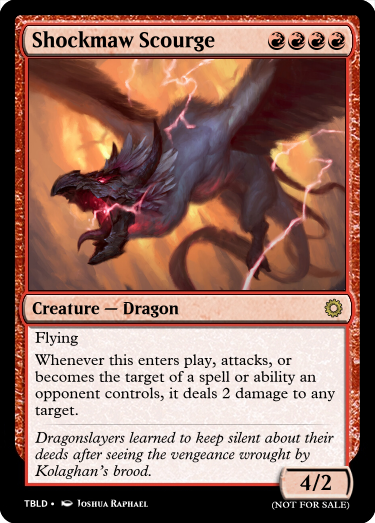 Shockmaw Scourge
Creature — Dragon
Flying
Whenever this enters play, attacks, or
becomes the target of a spell or ability an
opponent controls, it deals 2 damage to any
target.
Dragonslayers learned to keep silent about their
deeds after seeing the vengeance wrought by
Kolaghan's brood.
4/2
TBLD • Joshua Raphael
(NOT FOR SALE)